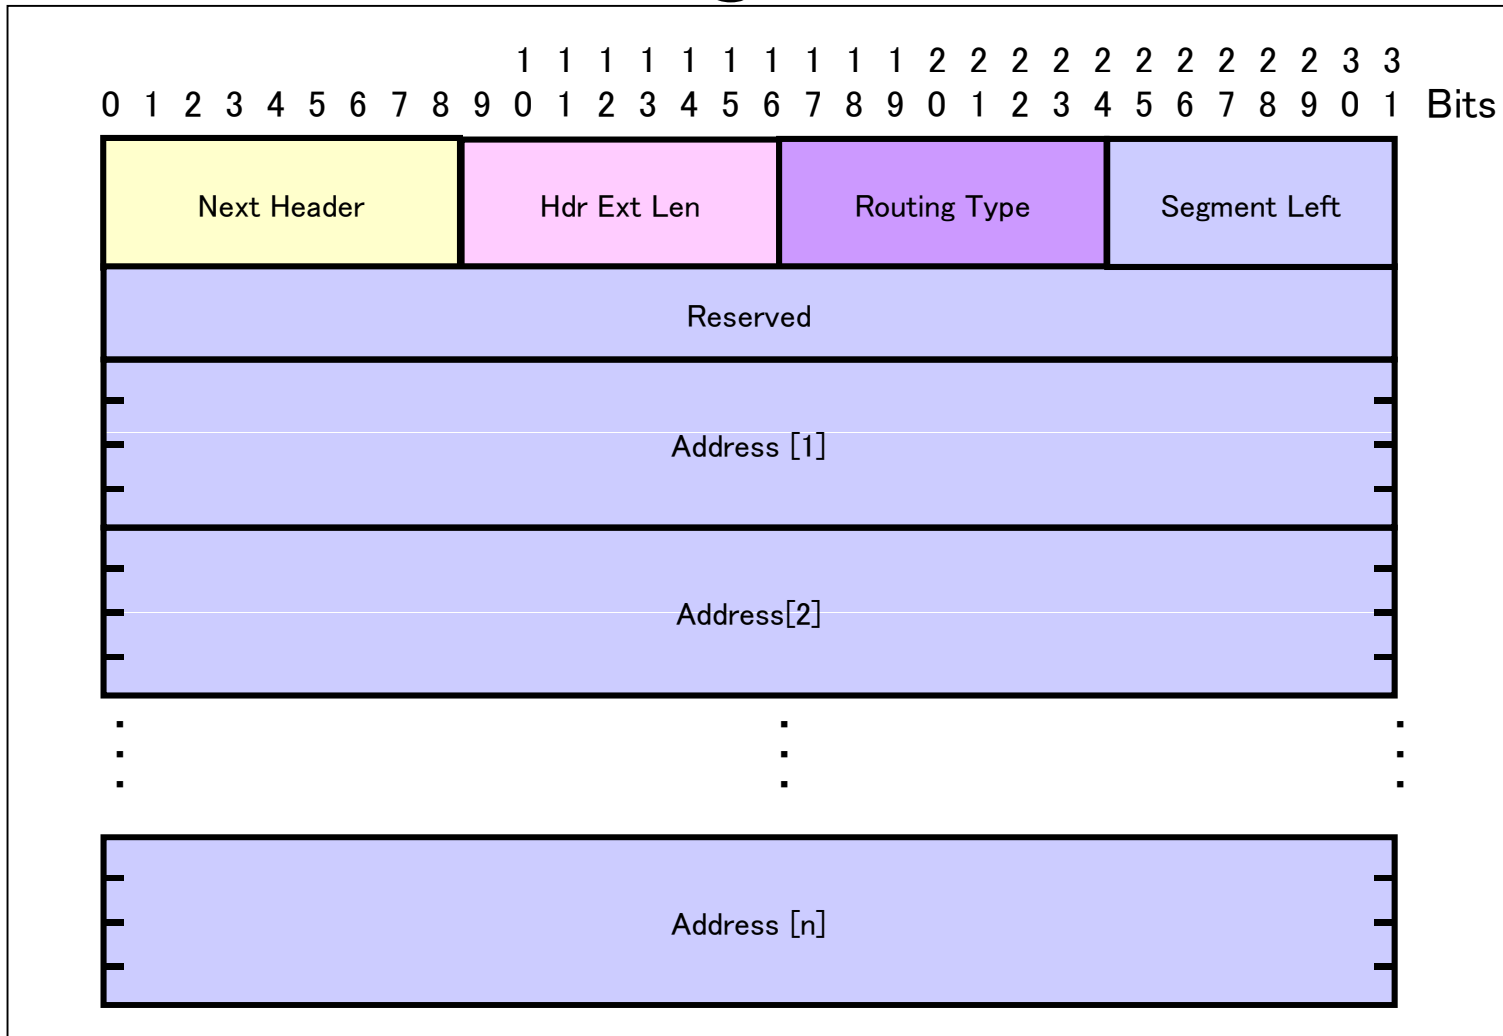 1 1 1 1 1 1 1 1 1 1 2 2 2 2 2 2 2 2 2 2 3 3
0 1 2 3 4 5 6 7 8 9 0 1 2 3 4 5 6 7 8 9 0 1 2 3 4 5 6 7 8 9 0 1 Bits
Next Header Hdr Ext Len Routing Type Segment Left
Reserved
Address [1]
Address[2]
Address [n]